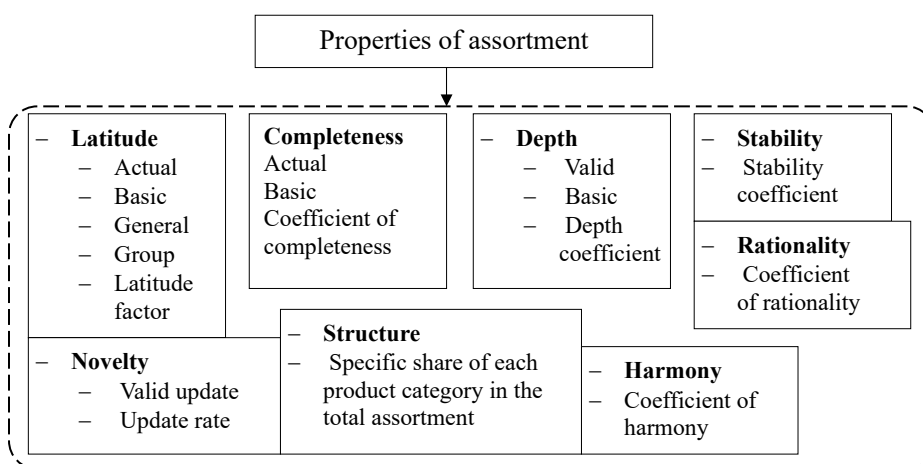 Properties of assortment
– Latitude
– Actual
– Basic
– General
– Group
– Latitude
factor
Completeness
Actual
Basic
Coefficient of
completeness
– Depth
– Valid
– Basic
– Depth
coefficient
– Stability
– Stability
coefficient
– Rationality
– Coefficient
of rationality
– Novelty
– Valid update
– Update rate
– Structure
– Specific share of each
product category in the
total assortment
– Harmony
– Coefficient of
harmony